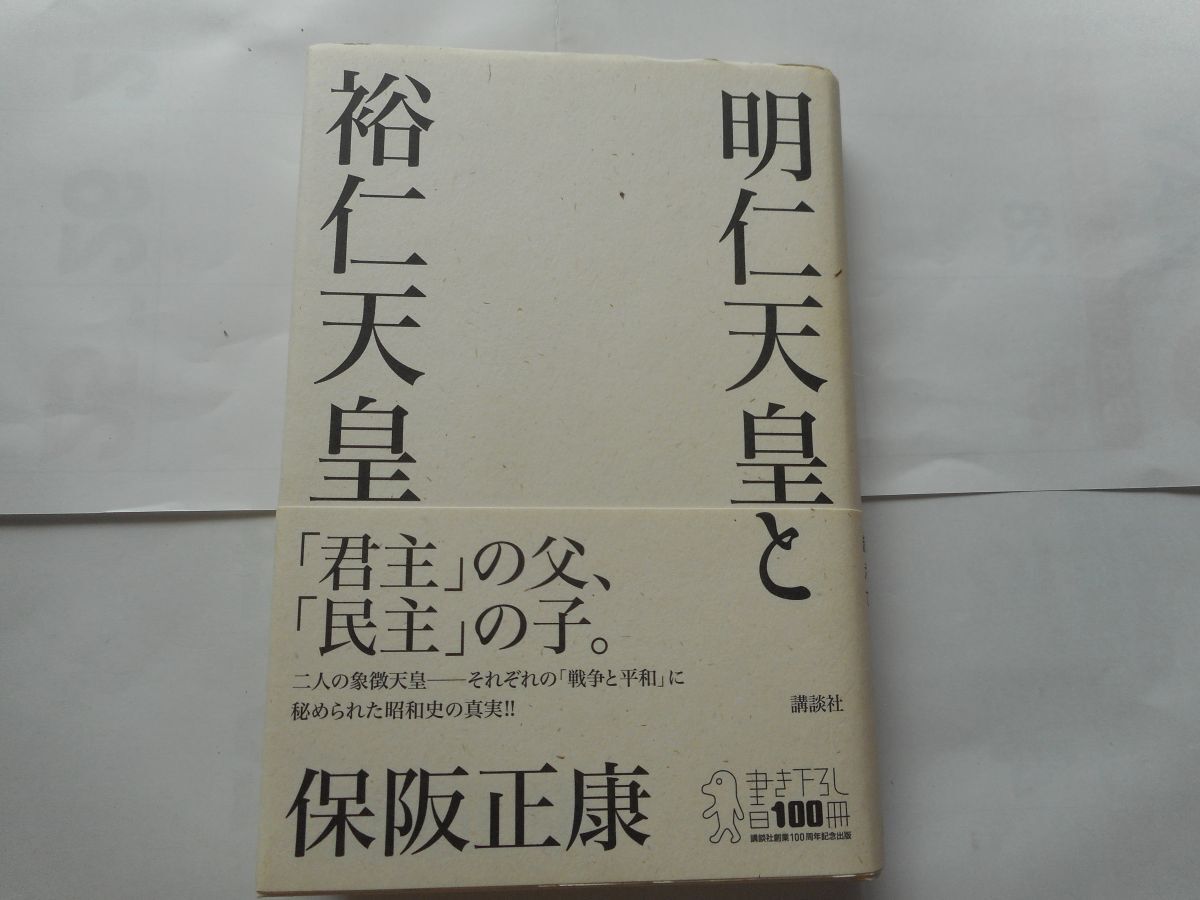 明仁天皇と
裕仁天皇
「君主」の父、
「民主」の子。
二人の象徴天皇──それぞれの「戦争と平和」に
秘められた昭和史の真実!!
講談社
保阪正康
書き下ろし
100冊
講談社創業100周年記念出版